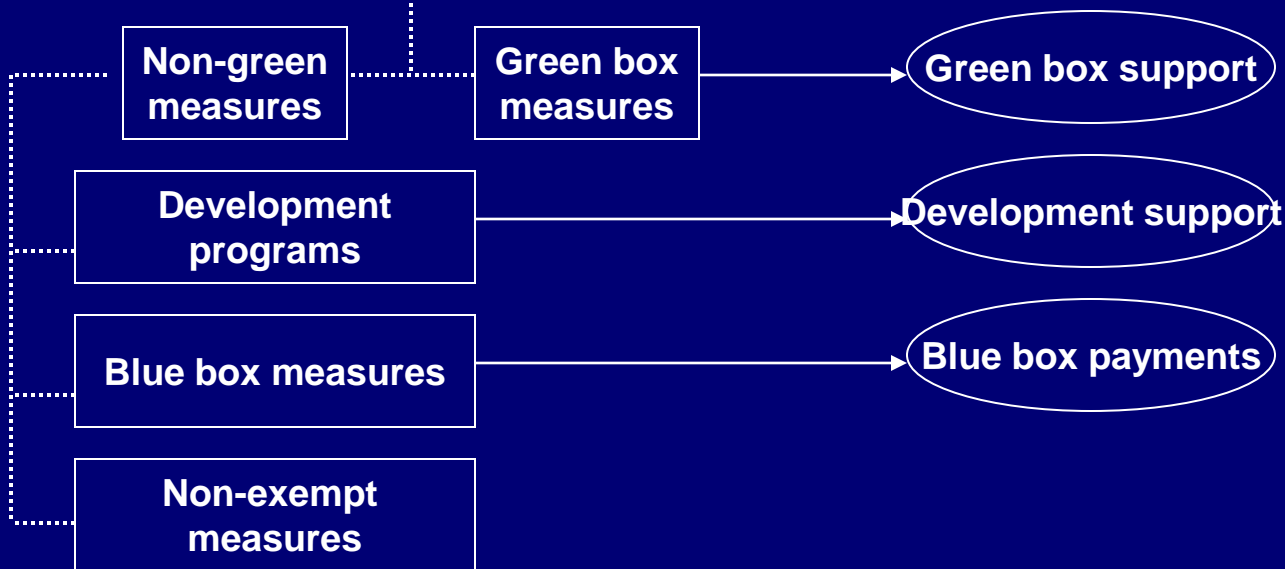 Non-green
measures
Green box
measures
Green box support
Development
programs
Development support
Blue box measures
Blue box payments
Non-exempt
measures